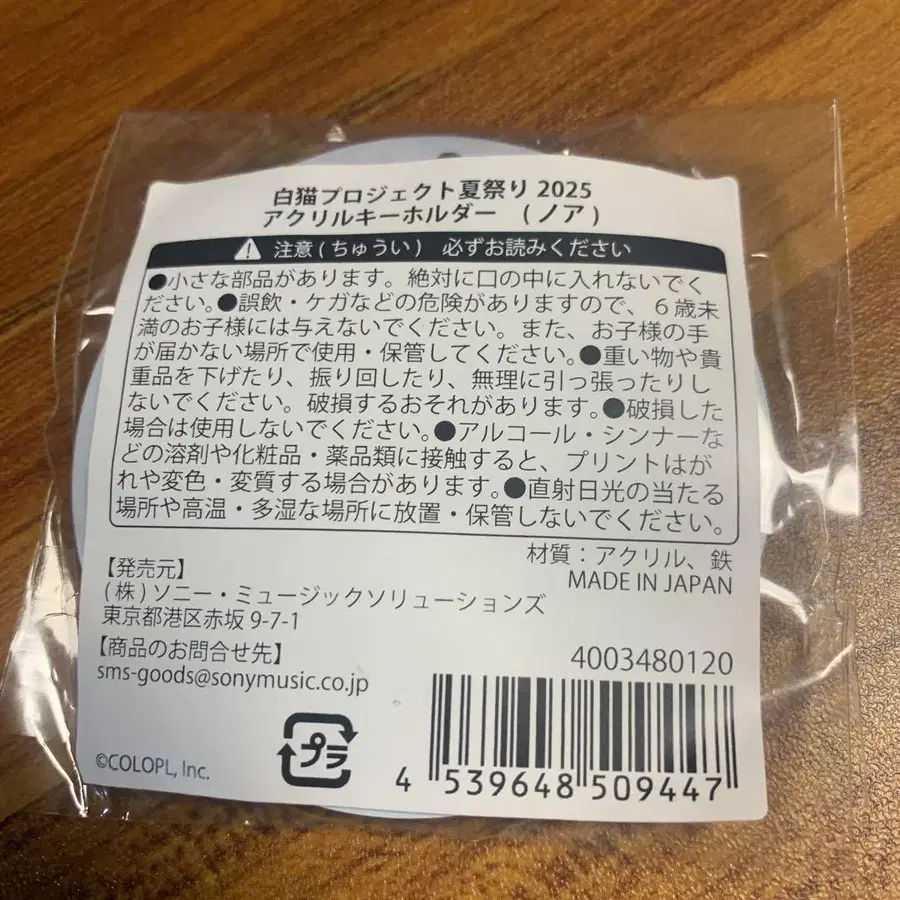 白猫プロジェクト夏祭り 2025
アクリルキーホルダー (ノア)
注意(ちゅうい) 必ずお読みください
●小さな部品があります。絶対に口の中に入れないでく
ださい。●誤飲・ケガなどの危険がありますので、6歳未
満のお子様には与えないでください。また、お子様の手
が届かない場所で使用・保管してください。●重い物や貴
重品を下げたり、振り回したり、無理に引っ張ったりし
ないでください。破損するおそれがあります。●破損した
場合は使用しないでください。●アルコール・シンナーな
どの溶剤や化粧品・薬品類に接触すると、プリントはが
れや変色・変質する場合があります。●直射日光の当たる
場所や高温・多湿な場所に放置・保管しないでください。
材質:アクリル、鉄
MADE IN JAPAN
【発売元】
(株)ソニー・ミュージックソリューションズ
東京都港区赤坂 9-7-1
【商品のお問合せ先】
sms-goods@sonymusic.co.jp
4003480120
プラ
©COLOPL, Inc.
4 539648 509447